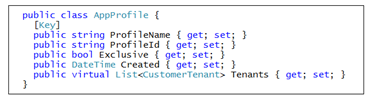 public class AppProfile {
[Key]
public string ProfileName { get; set; }
public string ProfileId { get; set; }
public bool Exclusive { get; set; }
public DateTime Created { get; set; }
public virtual List<CustomerTenant> Tenants { get; set; }
}